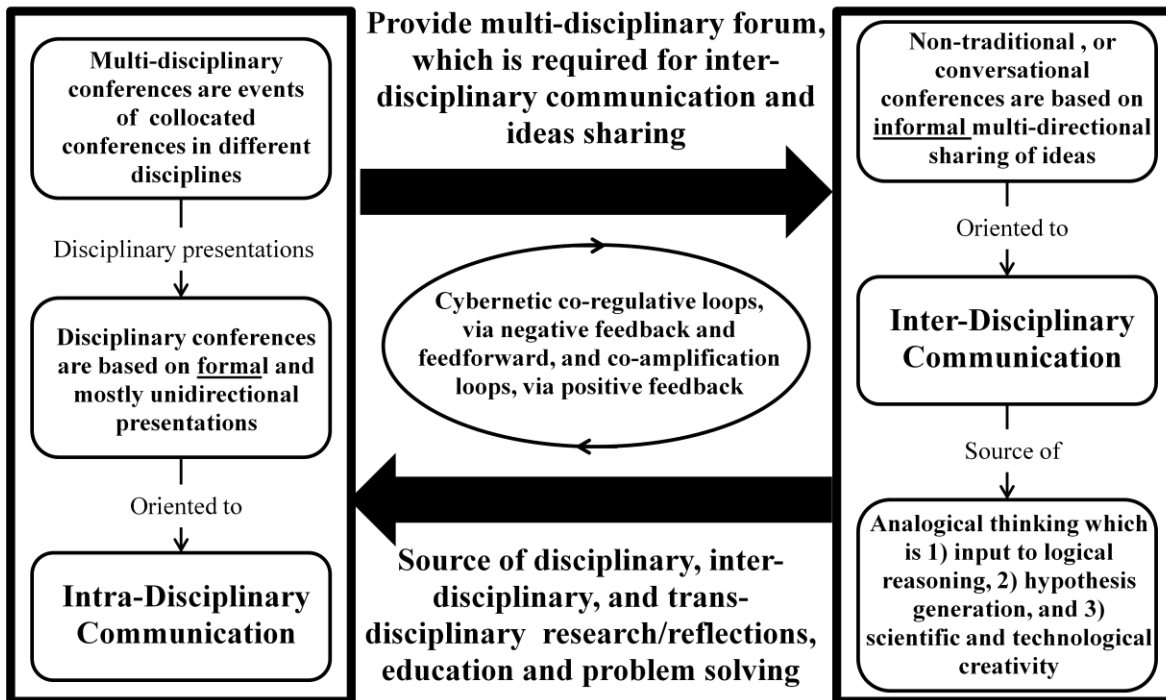 Multi-disciplinary
conferences are events
of collocated
conferences in different
disciplines
Disciplinary presentations
Disciplinary conferences
are based on formal and
mostly unidirectional
presentations
Oriented to
Intra-Disciplinary
Communication
Provide multi-disciplinary forum,
which is required for inter-
disciplinary communication and
ideas sharing
Cybernetic co-regulative loops,
via negative feedback and
feedforward, and co-amplification
loops, via positive feedback
Source of disciplinary, inter-
disciplinary, and trans-
disciplinary research/reflections,
education and problem solving
Non-traditional , or
conversational
conferences are based on
informal multi-directional
sharing of ideas
Oriented to
Inter-Disciplinary
Communication
Source of
Analogical thinking which
is 1) input to logical
reasoning, 2) hypothesis
generation, and 3)
scientific and technological
creativity